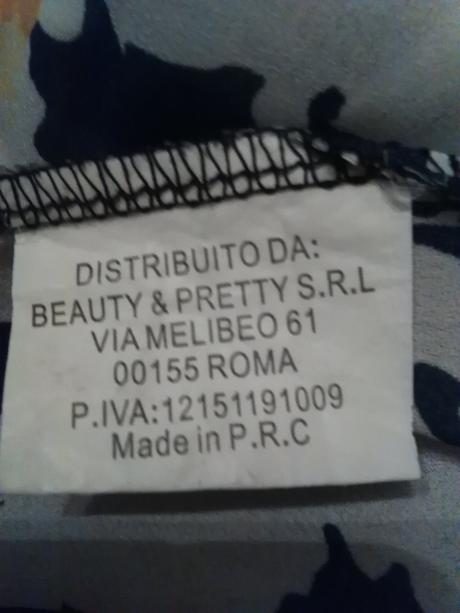 DISTRIBUITO DA:
BEAUTY & PRETTY S.R.L
VIA MELIBEO 61
00155 ROMA
P.IVA:12151191009
Made in P.R.C